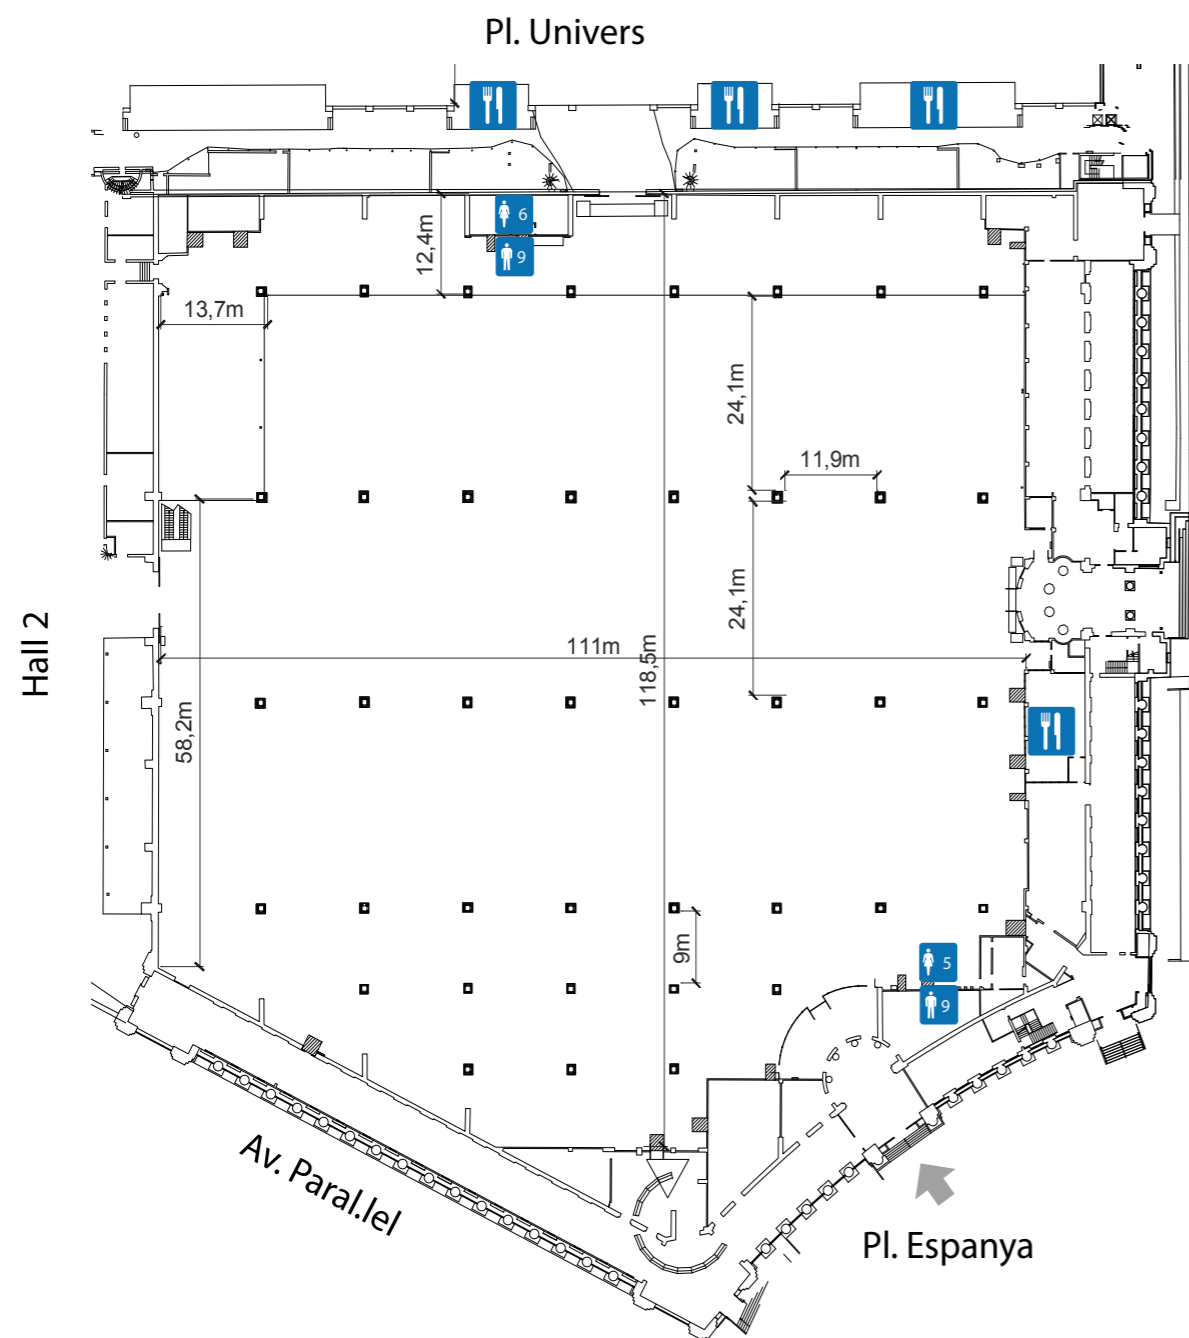 Pl. Univers
6
9
12,4m
13,7m
24,1m
11,9m
24,1m
Hall 2
111m
118,5m
58,2m
9m
5
9
Av. Paral.lel
Pl. Espanya